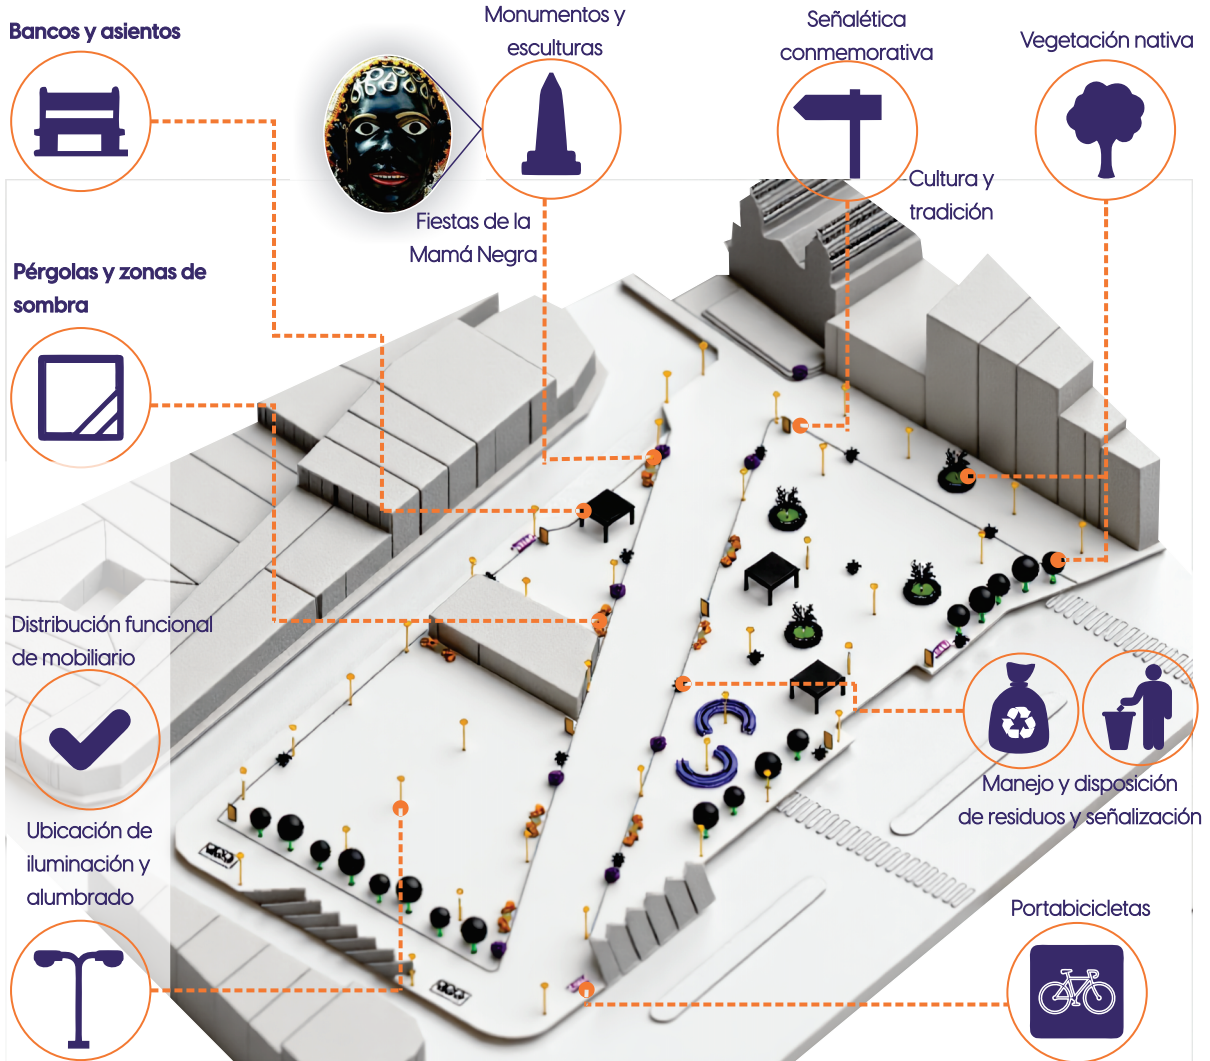 Bancos y asientos
Monumentos y
esculturas
Señalética
conmemorativa
Vegetación nativa
Cultura y
tradición
Fiestas de la
Mamá Negra
Pérgolas y zonas de
sombra
Distribución funcional
de mobiliario
Manejo y disposición
de residuos y señalización
Ubicación de
iluminación y
alumbrado
Portabicicletas